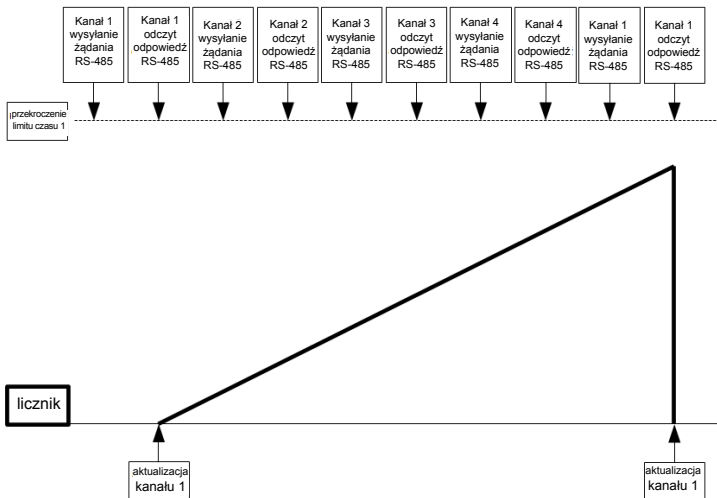 Kanał 1
wysyłanie
żądania
RS-485
Kanał 1
odczyt
odpowiedź
RS-485
Kanał 2
wysyłanie
żądania
RS-485
Kanał 2
odczyt
odpowiedź
RS-485
Kanał 3
wysyłanie
żądania
RS-485
Kanał 3
odczyt
odpowiedź
RS-485
Kanał 4
wysyłanie
żądania
RS-485
Kanał 4
odczyt
odpowiedź
RS-485
Kanał 1
wysyłanie
żądania
RS-485
Kanał 1
odczyt
odpowiedź
RS-485
przekroczenie
limitu czasu 1
licznik
aktualizacja
kanału 1
aktualizacja
kanału 1